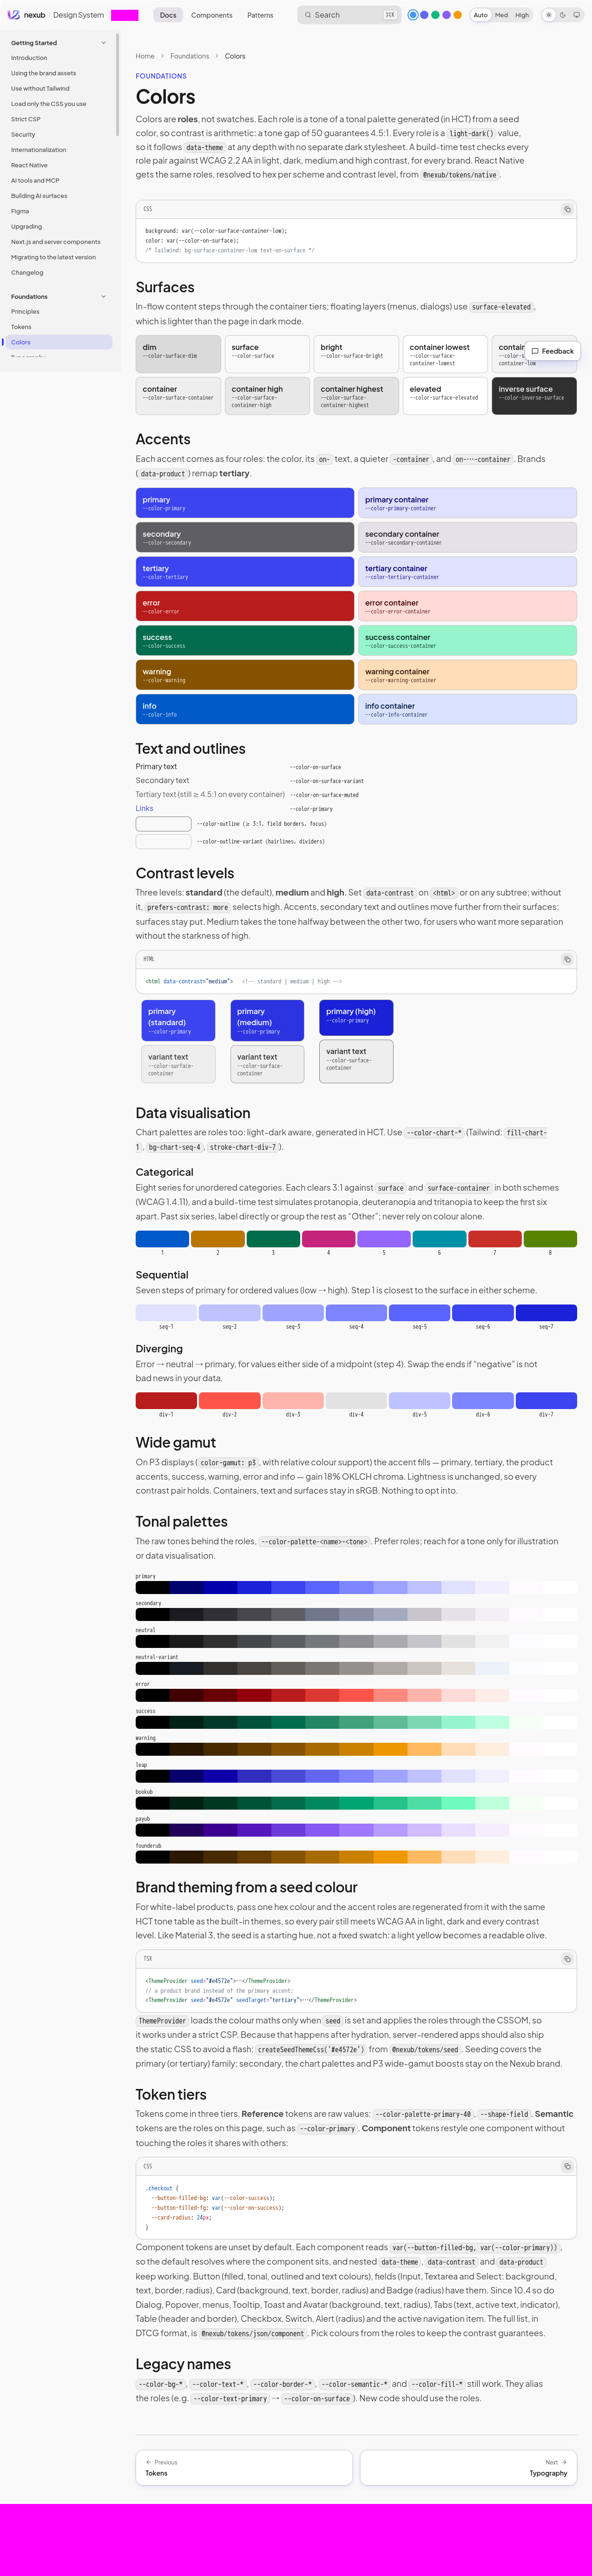 nexub Design System Docs Components Patterns Search ⌘K Auto Med High
Getting Started
Introduction
Using the brand assets
Use without Tailwind
Load only the CSS you use
Strict CSP
Security
Internationalization
React Native
AI tools and MCP
Building AI surfaces
Figma
Upgrading
Next.js and server components
Migrating to the latest version
Changelog
Foundations
Principles
Tokens
Colors
Home > Foundations > Colors
FOUNDATIONS
Colors
Colors are roles, not swatches. Each role is a tone of a tonal palette generated (in HCT) from a seed
color, so contrast is arithmetic: a tone gap of 50 guarantees 4.5:1. Every role is a light-dark() value,
so it follows data-theme at any depth with no separate dark stylesheet. A build-time test checks every
role pair against WCAG 2.2 AA in light, dark, medium and high contrast, for every brand. React Native
gets the same roles, resolved to hex per scheme and contrast level, from @nexub/tokens/native.
CSS
background: var(--color-surface-container-low);
color: var(--color-on-surface);
/* Tailwind: bg-surface-container-low text-on-surface */
Surfaces
In-flow content steps through the container tiers; floating layers (menus, dialogs) use surface-elevated,
which is lighter than the page in dark mode.
dim
--color-surface-dim
surface
--color-surface
bright
--color-surface-bright
container lowest
--color-surface-
container-lowest
container-low
Feedback
container
--color-surface-container
container high
--color-surface-
container-high
container highest
--color-surface-
container-highest
elevated
--color-surface-elevated
inverse surface
--color-inverse-surface
Accents
Each accent comes as four roles: the color, its on- text, a quieter -container, and on-…-container. Brands
(data-product) remap tertiary.
primary
--color-primary
primary container
--color-primary-container
secondary
--color-secondary
secondary container
--color-secondary-container
tertiary
--color-tertiary
tertiary container
--color-tertiary-container
error
--color-error
error container
--color-error-container
success
--color-success
success container
--color-success-container
warning
--color-warning
warning container
--color-warning-container
info
--color-info
info container
--color-info-container
Text and outlines
Primary text --color-on-surface
Secondary text --color-on-surface-variant
Tertiary text (still ≥ 4.5:1 on every container) --color-on-surface-muted
Links --color-primary
--color-outline (≥ 3:1, field borders, focus)
--color-outline-variant (hairlines, dividers)
Contrast levels
Three levels: standard (the default), medium and high. Set data-contrast on <html> or on any subtree; without
it, prefers-contrast: more selects high. Accents, secondary text and outlines move further from their surfaces;
surfaces stay put. Medium takes the tone halfway between the other two, for users who want more separation
without the starkness of high.
HTML
<html data-contrast="medium"> <!-- standard | medium | high -->
primary
(standard)
--color-primary
variant text
--color-surface-
container
primary
(medium)
--color-primary
variant text
--color-surface-
container
primary (high)
--color-primary
variant text
--color-surface-
container
Data visualisation
Chart palettes are roles too: light-dark aware, generated in HCT. Use --color-chart-* (Tailwind: fill-chart-
1, bg-chart-seq-4, stroke-chart-div-7).
Categorical
Eight series for unordered categories. Each clears 3:1 against surface and surface-container in both schemes
(WCAG 1.4.11), and a build-time test simulates protanopia, deuteranopia and tritanopia to keep the first six
apart. Past six series, label directly or group the rest as “Other”; never rely on colour alone.
1 2 3 4 5 6 7 8
Sequential
Seven steps of primary for ordered values (low → high). Step 1 is closest to the surface in either scheme.
seq-1 seq-2 seq-3 seq-4 seq-5 seq-6 seq-7
Diverging
Error → neutral → primary, for values either side of a midpoint (step 4). Swap the ends if “negative” is not
bad news in your data.
div-1 div-2 div-3 div-4 div-5 div-6 div-7
Wide gamut
On P3 displays (color-gamut: p3, with relative colour support) the accent fills — primary, tertiary, the product
accents, success, warning, error and info — gain 18% OKLCH chroma. Lightness is unchanged, so every
contrast pair holds. Containers, text and surfaces stay in sRGB. Nothing to opt into.
Tonal palettes
The raw tones behind the roles, --color-palette-<name>-<tone>. Prefer roles; reach for a tone only for illustration
or data visualisation.
primary
secondary
neutral
neutral-variant
error
success
warning
leap
bookub
payub
founderub
Brand theming from a seed colour
For white-label products, pass one hex colour and the accent roles are regenerated from it with the same
HCT tone table as the built-in themes, so every pair still meets WCAG AA in light, dark and every contrast
level. Like Material 3, the seed is a starting hue, not a fixed swatch: a light yellow becomes a readable olive.
TSX
<ThemeProvider seed="#e4572e">…</ThemeProvider>
// a product brand instead of the primary accent:
<ThemeProvider seed="#e4572e" seedTarget="tertiary">…</ThemeProvider>
ThemeProvider loads the colour maths only when seed is set and applies the roles through the CSSOM, so
it works under a strict CSP. Because that happens after hydration, server-rendered apps should also ship
the static CSS to avoid a flash: createSeedThemeCss('#e4572e') from @nexub/tokens/seed. Seeding covers the
primary (or tertiary) family; secondary, the chart palettes and P3 wide-gamut boosts stay on the Nexub brand.
Token tiers
Tokens come in three tiers. Reference tokens are raw values: --color-palette-primary-40, --shape-field. Semantic
tokens are the roles on this page, such as --color-primary. Component tokens restyle one component without
touching the roles it shares with others:
CSS
.checkout {
--button-filled-bg: var(--color-success);
--button-filled-fg: var(--color-on-success);
--card-radius: 24px;
}
Component tokens are unset by default. Each component reads var(--button-filled-bg, var(--color-primary)),
so the default resolves where the component sits, and nested data-theme, data-contrast and data-product
keep working. Button (filled, tonal, outlined and text colours), fields (Input, Textarea and Select: background,
text, border, radius), Card (background, text, border, radius) and Badge (radius) have them. Since 10.4 so do
Dialog, Popover, menus, Tooltip, Toast and Avatar (background, text, radius), Tabs (text, active text, indicator),
Table (header and border), Checkbox, Switch, Alert (radius) and the active navigation item. The full list, in
DTCG format, is @nexub/tokens/json/component. Pick colours from the roles to keep the contrast guarantees.
Legacy names
--color-bg-*, --color-text-*, --color-border-*, --color-semantic-* and --color-fill-* still work. They alias
the roles (e.g. --color-text-primary → --color-on-surface). New code should use the roles.
← Previous
Tokens
Next →
Typography